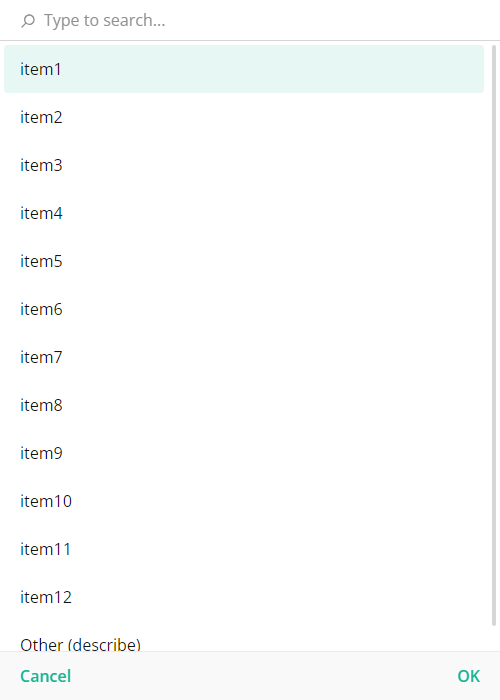 Type to search...
item1
item2
item3
item4
item5
item6
item7
item8
item9
item10
item11
item12
Other (describe)
Cancel
OK